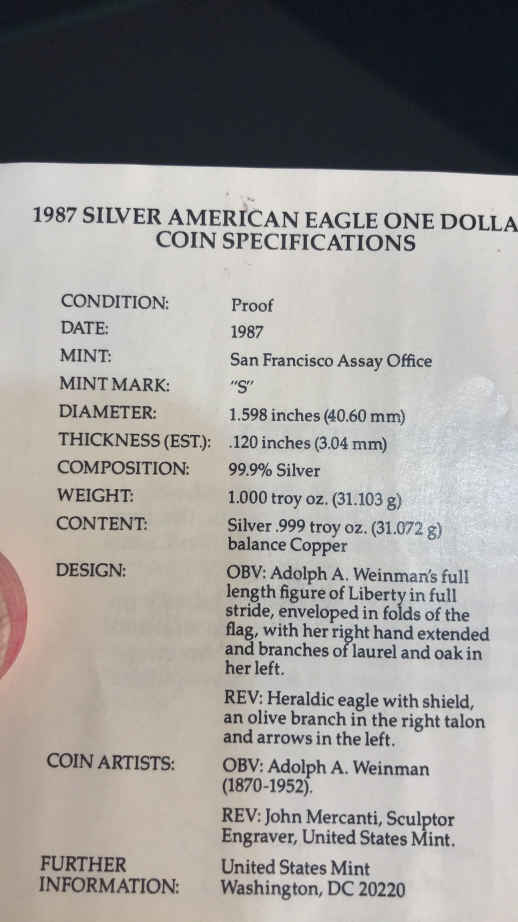 1987 SILVER AMERICAN EAGLE ONE DOLLA
COIN SPECIFICATIONS
CONDITION: Proof
DATE: 1987
MINT: San Francisco Assay Office
MINT MARK: "S"
DIAMETER: 1.598 inches (40.60 mm)
THICKNESS (EST.): .120 inches (3.04 mm)
COMPOSITION: 99.9% Silver
WEIGHT: 1.000 troy oz. (31.103 g)
CONTENT: Silver .999 troy oz. (31.072 g)
balance Copper
DESIGN: OBV: Adolph A. Weinman's full
length figure of Liberty in full
stride, enveloped in folds of the
flag, with her right hand extended
and branches of laurel and oak in
her left.
REV: Heraldic eagle with shield,
an olive branch in the right talon
and arrows in the left.
COIN ARTISTS: OBV: Adolph A. Weinman
(1870-1952).
REV: John Mercanti, Sculptor
Engraver, United States Mint.
FURTHER United States Mint
INFORMATION: Washington, DC 20220